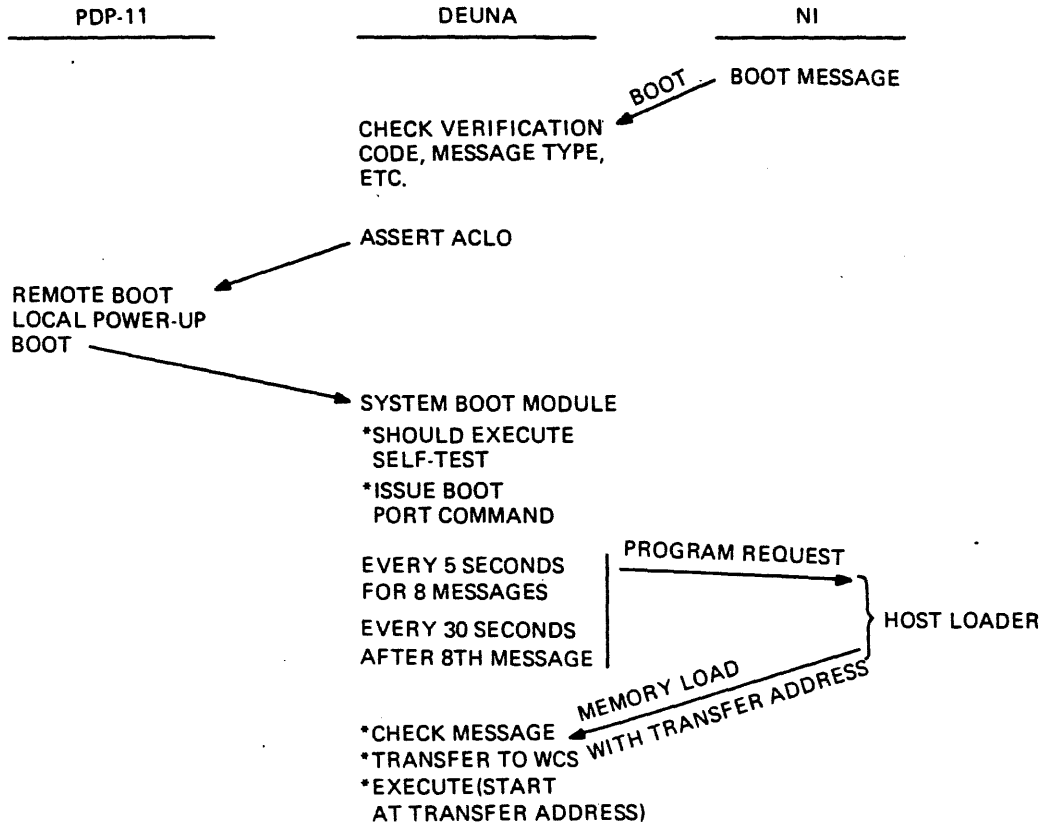 PDP-11 DEUNA NI
BOOT MESSAGE
BOOT
CHECK VERIFICATION
CODE, MESSAGE TYPE,
ETC.
ASSERT ACLO
REMOTE BOOT
LOCAL POWER-UP
BOOT
SYSTEM BOOT MODULE
*SHOULD EXECUTE
SELF-TEST
*ISSUE BOOT
PORT COMMAND
PROGRAM REQUEST
EVERY 5 SECONDS
FOR 8 MESSAGES
HOST LOADER
EVERY 30 SECONDS
AFTER 8TH MESSAGE
MEMORY LOAD
WITH TRANSFER ADDRESS
*CHECK MESSAGE
*TRANSFER TO WCS
*EXECUTE(START
AT TRANSFER ADDRESS)